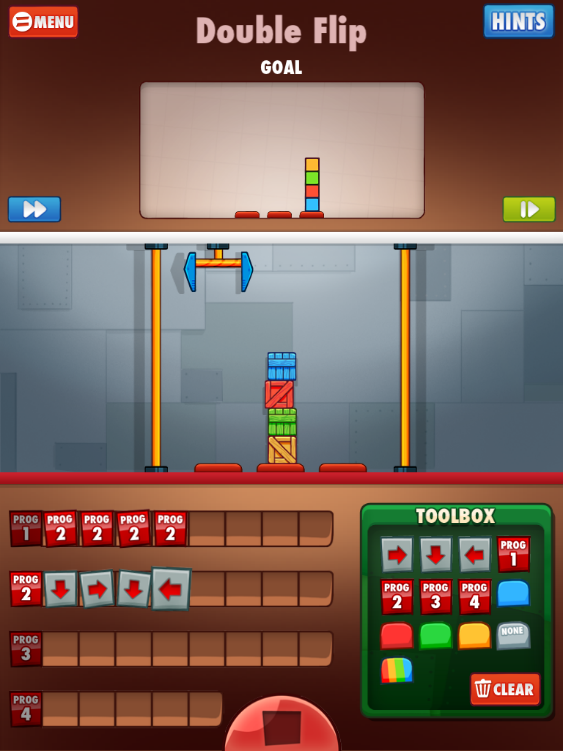 MENU
Double Flip
HINTS
GOAL
PROG 1 PROG 2 PROG 2 PROG 2 PROG 2
TOOLBOX
PROG 1
PROG 2
PROG 2 PROG 3 PROG 4
PROG 3
NONE
CLEAR
PROG 4